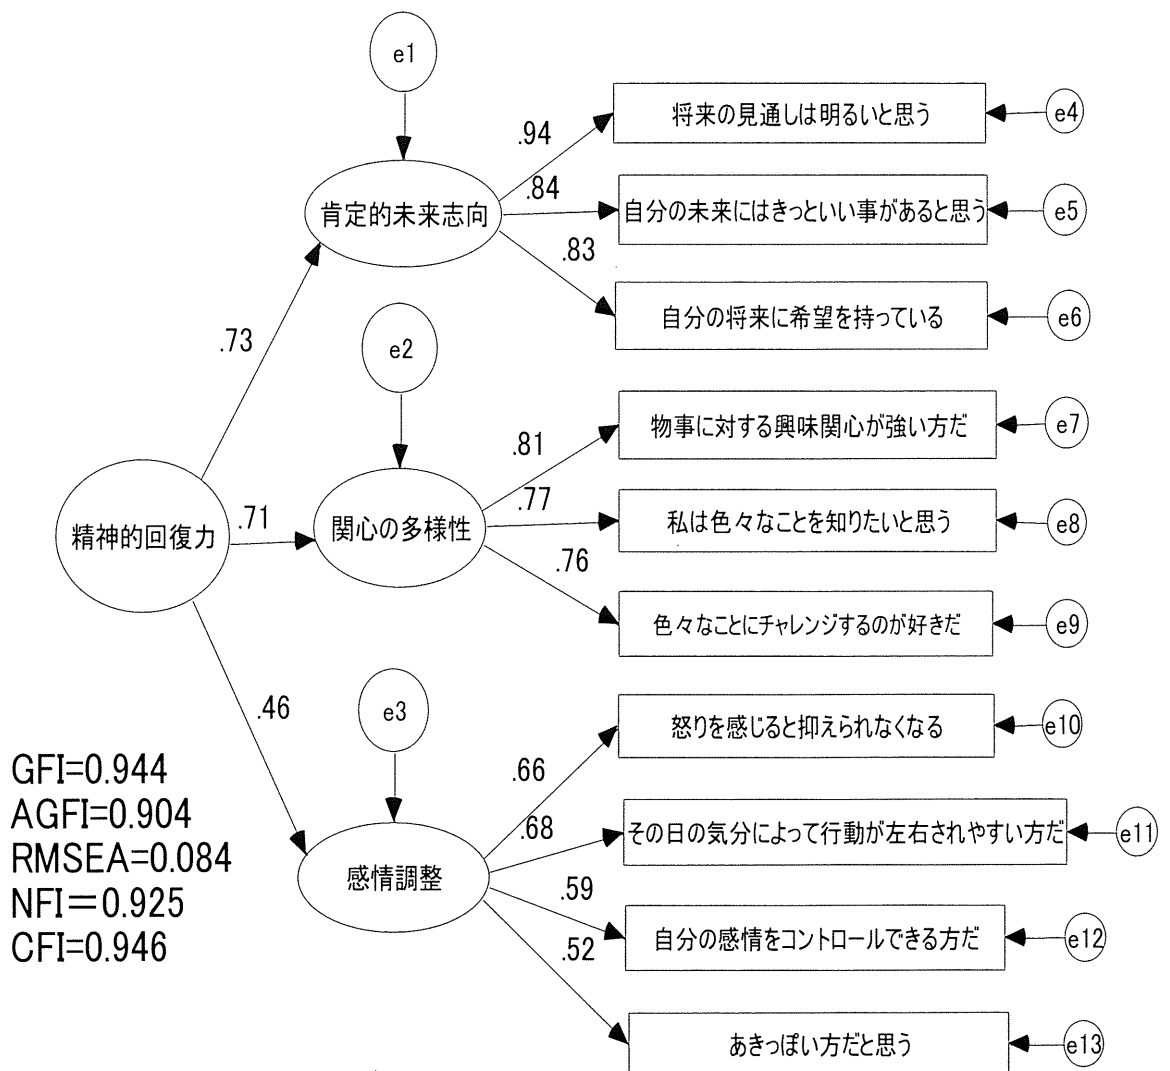 e1
将来の見通しは明るいと思う
e4
.94
.84
肯定的未来志向
自分の未来にはきっといい事があると思う
e5
.83
自分の将来に希望を持っている
e6
.73
e2
物事に対する興味関心が強い方だ
e7
.81
.77
精神的回復力
.71
関心の多様性
私は色々なことを知りたいと思う
e8
.76
色々なことにチャレンジするのが好きだ
e9
.46
e3
怒りを感じると抑えられなくなる
e10
.66
.68
その日の気分によって行動が左右されやすい方だ
e11
感情調整
.59
自分の感情をコントロールできる方だ
e12
.52
あきっぽい方だと思う
e13
GFI=0.944
AGFI=0.904
RMSEA=0.084
NFI＝0.925
CFI=0.946